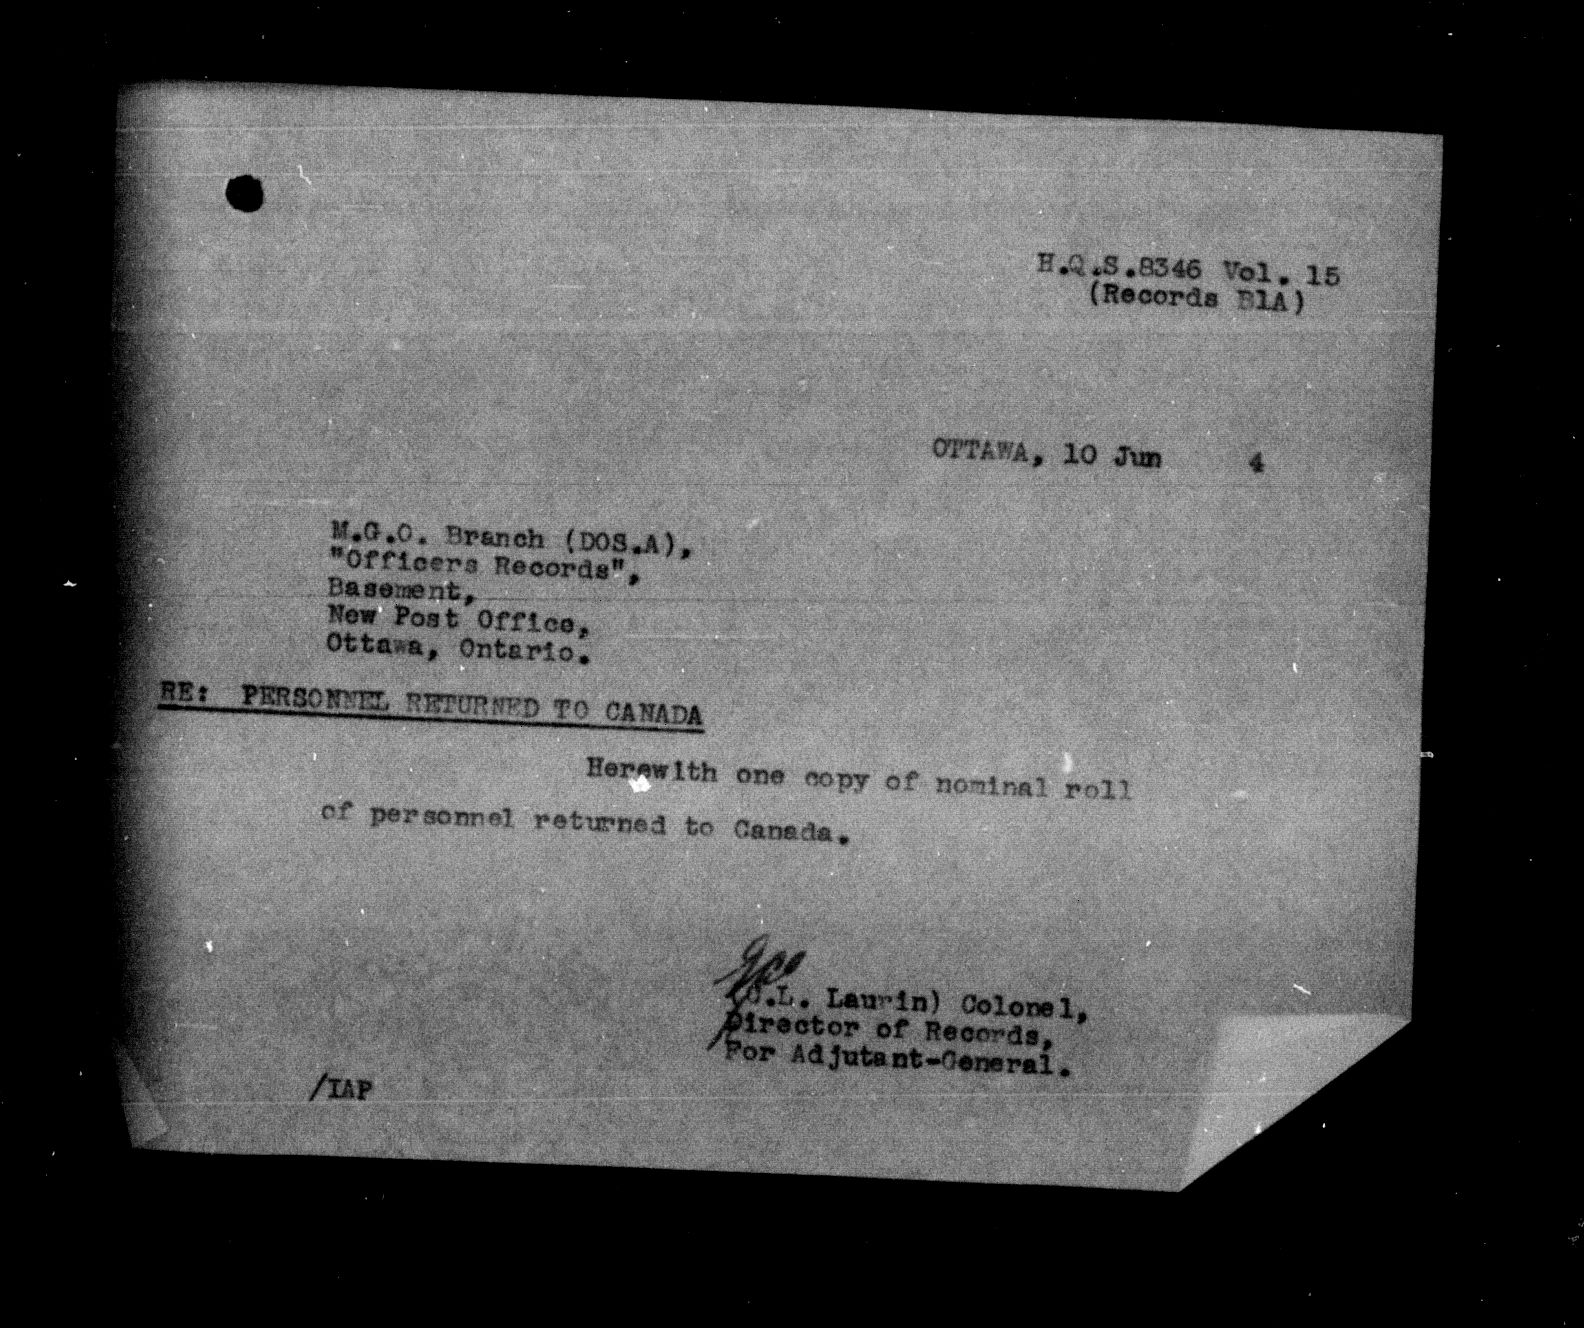 H.Q.S.8346 Vol. 15
(Records B1A)
OTTAWA, 10 Jun 4
M.G.O. Branch (DOS.A),
"Officers Records",
Basement,
New Post Office,
Ottawa, Ontario.
RE: PERSONNEL RETURNED TO CANADA
Herewith one copy of nominal roll
of personnel returned to Canada.
(C.L. Laurin) Colonel,
Director of Records,
For Adjutant-General.
/IAP